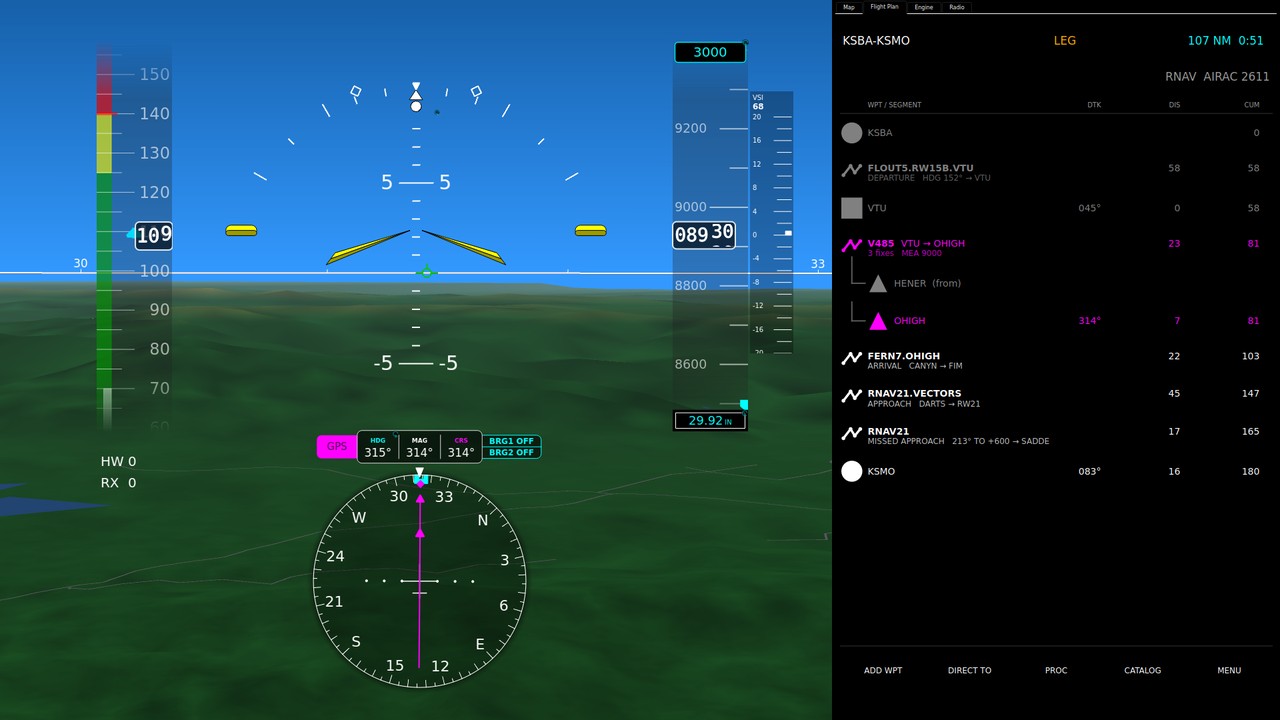 Map Flight Plan Engine Radio
KSBA-KSMO LEG 107 NM 0:51
RNAV AIRAC 2611
WPT / SEGMENT DTK DIS CUM
KSBA 0
FLOUT5.RW15B.VTU 58 58
DEPARTURE HDG 152° → VTU
VTU 045° 0 58
V485 VTU → OHIGH 23 81
3 fixes MEA 9000
HENER (from)
OHIGH 314° 7 81
FERN7.OHIGH 22 103
ARRIVAL CANYN → FIM
RNAV21.VECTORS 45 147
APPROACH DARTS → RW21
RNAV21 17 165
MISSED APPROACH 213° TO +600 → SADDE
KSMO 083° 16 180
ADD WPT DIRECT TO PROC CATALOG MENU
150
140
130
120
109
100
90
80
70
60
5 5
-5 -5
30 33
3000
9200
9000
089 30
8800
8600
29.92 IN
VSI
68
20
16
12
8
4
0
-4
-8
-12
-16
-20
GPS HDG 315° MAG 314° CRS 314° BRG1 OFF
BRG2 OFF
HW 0
RX 0
30 33
W N
24 3
21 6
S E
15 12